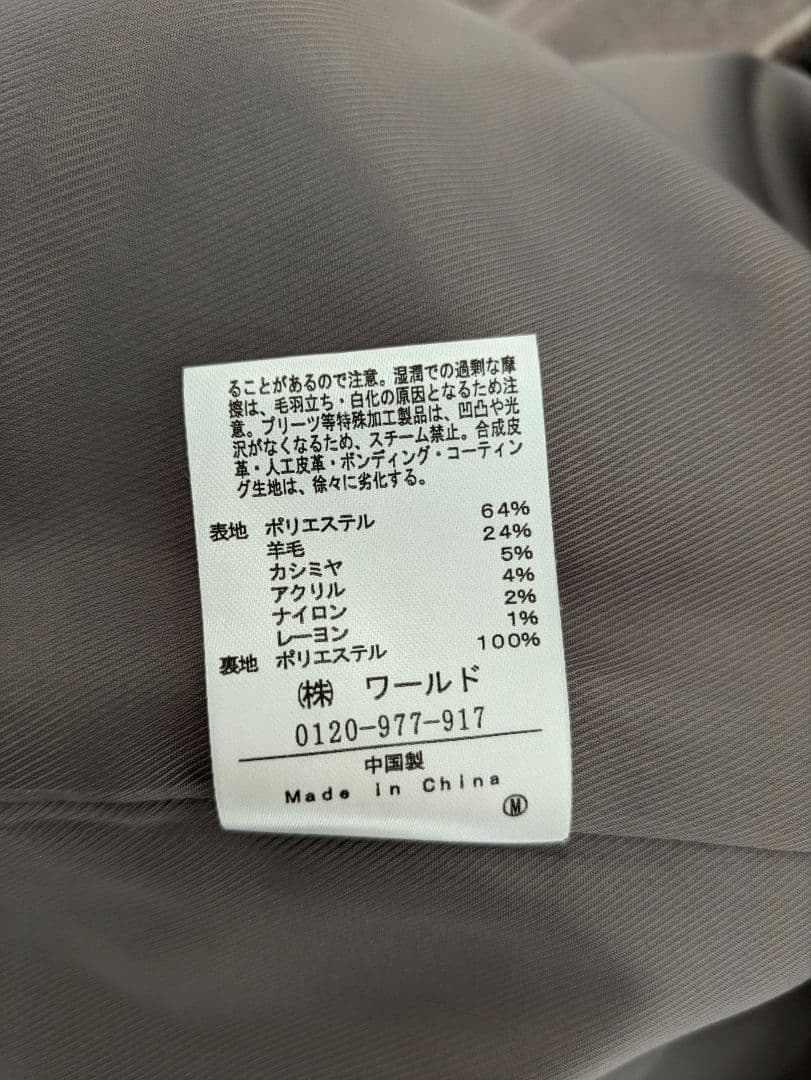 ることがあるので注意。湿潤での過剰な摩
擦は、毛羽立ち・白化の原因となるため注
意。プリーツ等特殊加工製品は、凹凸や光
沢がなくなるため、スチーム禁止。合成皮
革・人工皮革・ボンディング・コーティン
グ生地は、徐々に劣化する。
表地 ポリエステル 64%
羊毛 24%
カシミヤ 5%
アクリル 4%
ナイロン 2%
レーヨン 1%
裏地 ポリエステル 100%
㈱ ワールド
0120-977-917
中国製
Made in China
Ⓜ